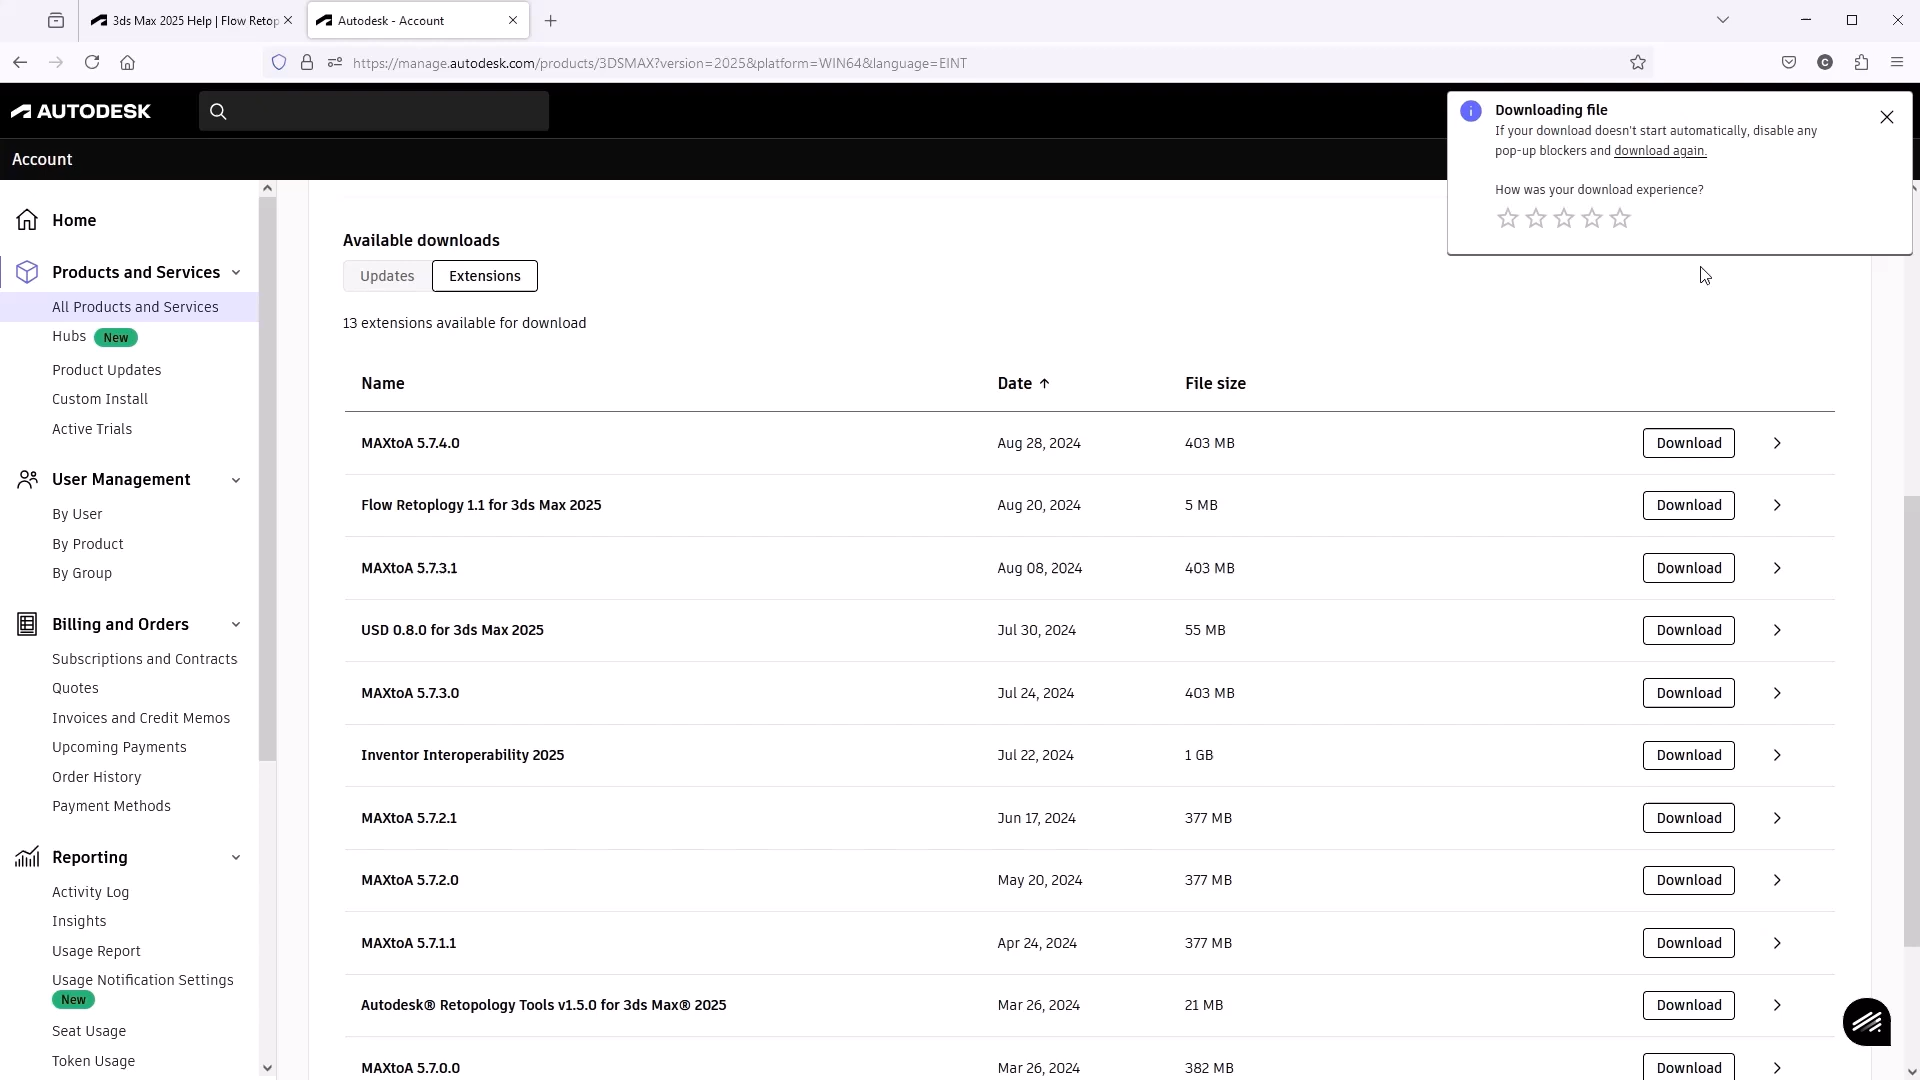 3ds Max 2025 Help | Flow Retop
Autodesk - Account
https://manage.autodesk.com/products/3DSMAX?version=2025&platform=WIN64&language=EINT
C
AUTODESK
Account
Downloading file
If your download doesn't start automatically, disable any
pop-up blockers and download again.
How was your download experience?
Home
Products and Services
All Products and Services
Hubs New
Product Updates
Custom Install
Active Trials
User Management
By User
By Product
By Group
Billing and Orders
Subscriptions and Contracts
Quotes
Invoices and Credit Memos
Upcoming Payments
Order History
Payment Methods
Reporting
Activity Log
Insights
Usage Report
Usage Notification Settings
New
Seat Usage
Token Usage
Available downloads
Updates Extensions
13 extensions available for download
Name Date File size
MAXtoA 5.7.4.0 Aug 28, 2024 403 MB Download
Flow Retoplogy 1.1 for 3ds Max 2025 Aug 20, 2024 5 MB Download
MAXtoA 5.7.3.1 Aug 08, 2024 403 MB Download
USD 0.8.0 for 3ds Max 2025 Jul 30, 2024 55 MB Download
MAXtoA 5.7.3.0 Jul 24, 2024 403 MB Download
Inventor Interoperability 2025 Jul 22, 2024 1 GB Download
MAXtoA 5.7.2.1 Jun 17, 2024 377 MB Download
MAXtoA 5.7.2.0 May 20, 2024 377 MB Download
MAXtoA 5.7.1.1 Apr 24, 2024 377 MB Download
Autodesk® Retopology Tools v1.5.0 for 3ds Max® 2025 Mar 26, 2024 21 MB Download
MAXtoA 5.7.0.0 Mar 26, 2024 382 MB Download